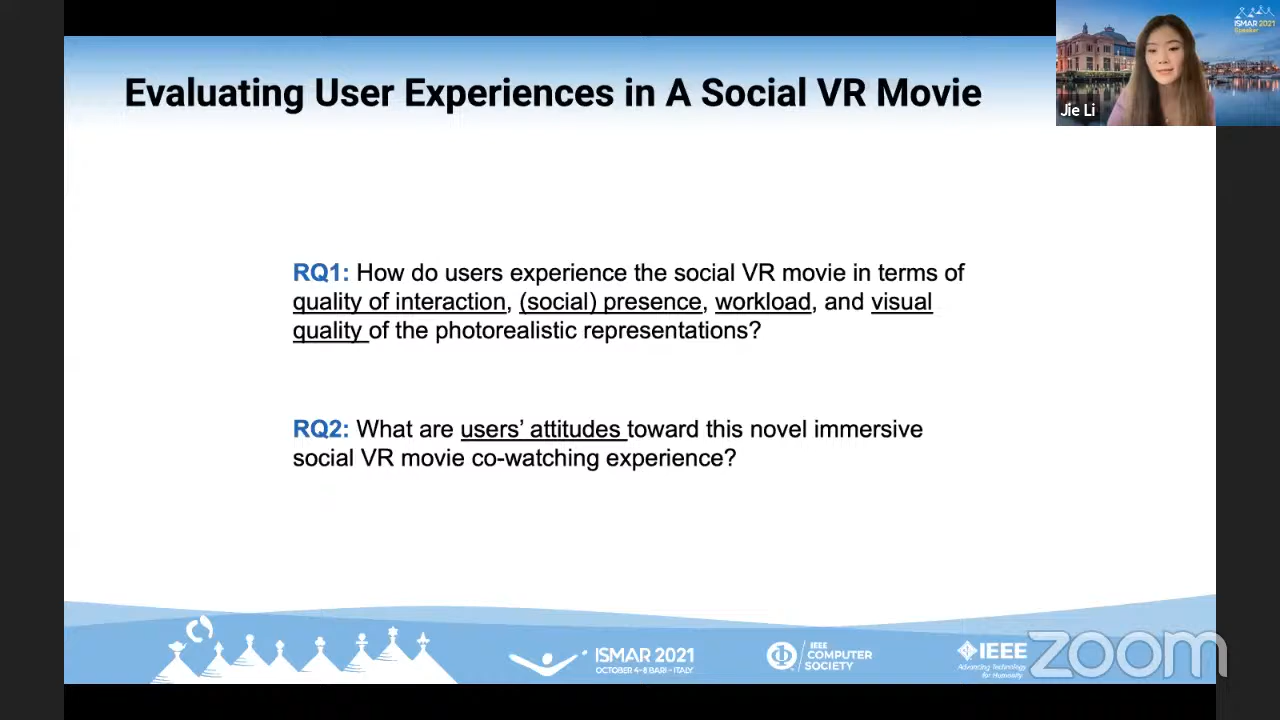 Evaluating User Experiences in A Social VR Movie
ISMAR 2021
Speaker
Jie Li
RQ1: How do users experience the social VR movie in terms of
quality of interaction, (social) presence, workload, and visual
quality of the photorealistic representations?
RQ2: What are users’ attitudes toward this novel immersive
social VR movie co-watching experience?
ISMAR 2021
OCTOBER 4-8 BARI - ITALY
IEEE
COMPUTER
SOCIETY
IEEE
Advancing Technology
for Humanity
zoom